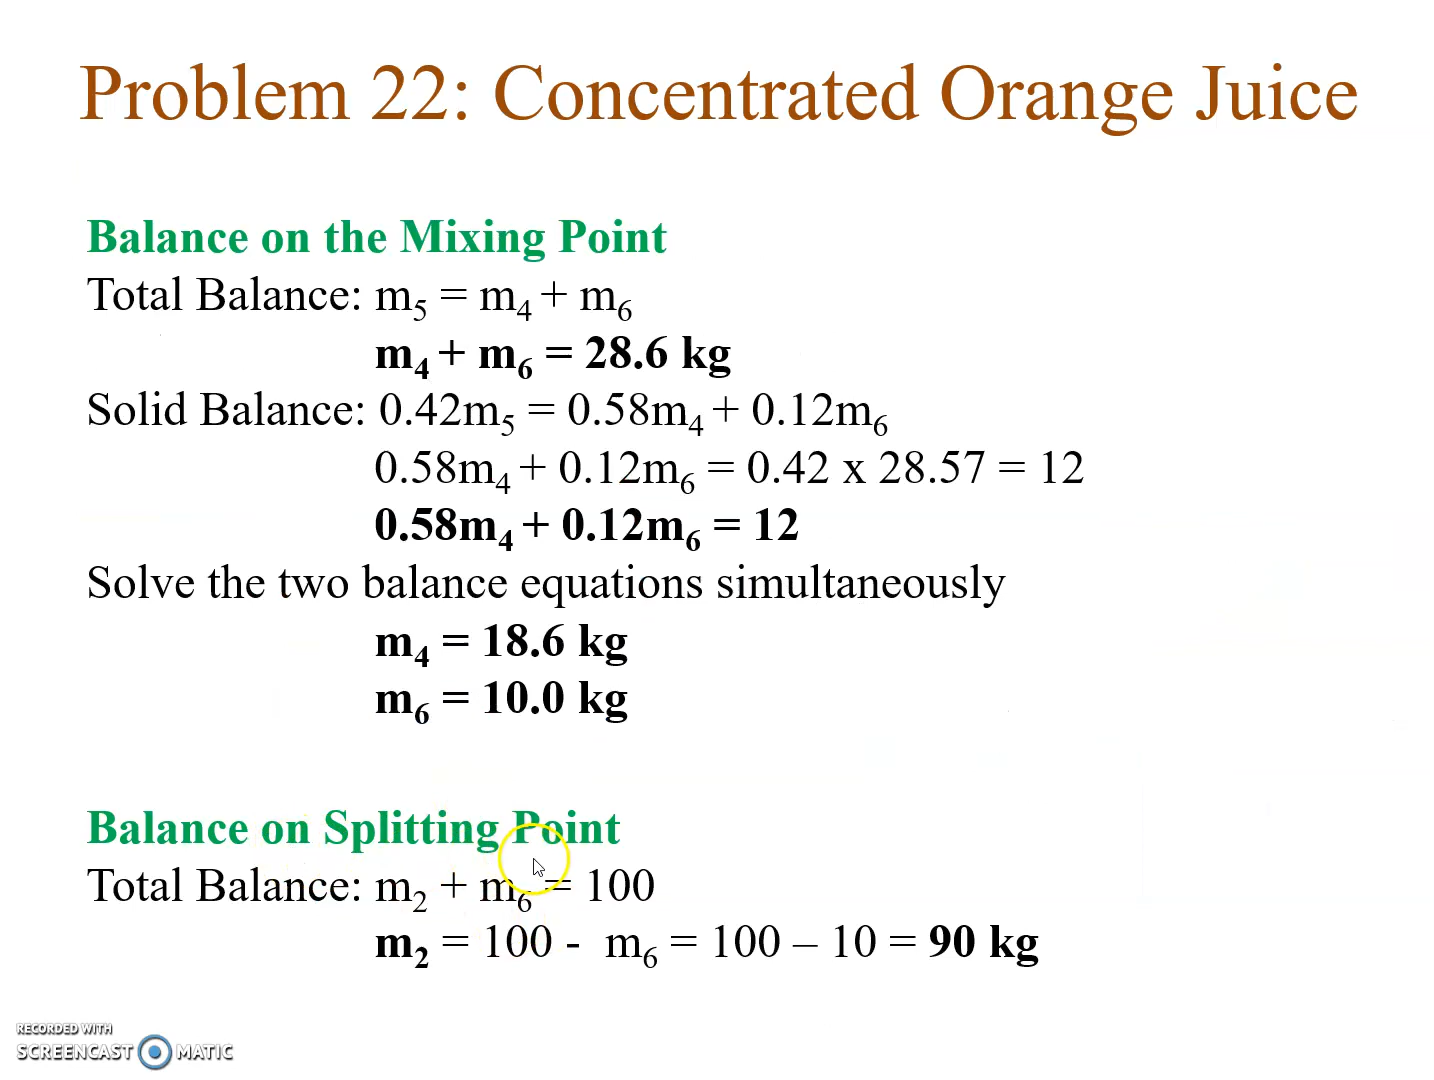 Problem 22: Concentrated Orange Juice
Balance on the Mixing Point
Total Balance: m₅ = m₄ + m₆
m₄ + m₆ = 28.6 kg
Solid Balance: 0.42m₅ = 0.58m₄ + 0.12m₆
0.58m₄ + 0.12m₆ = 0.42 x 28.57 = 12
0.58m₄ + 0.12m₆ = 12
Solve the two balance equations simultaneously
m₄ = 18.6 kg
m₆ = 10.0 kg
Balance on Splitting Point
Total Balance: m₂ + m₆ = 100
m₂ = 100 - m₆ = 100 – 10 = 90 kg
RECORDED WITH
SCREENCAST MATIC